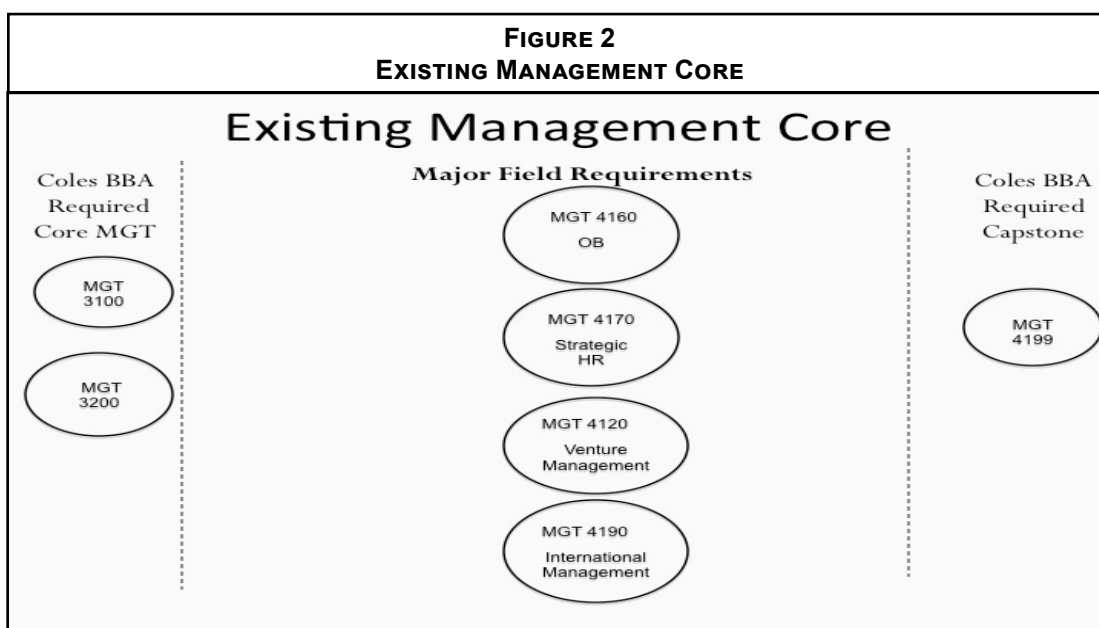 FIGURE 2
EXISTING MANAGEMENT CORE
Existing Management Core
Coles BBA
Required
Core MGT
MGT
3100
MGT
3200
Major Field Requirements
MGT 4160
OB
MGT 4170
Strategic
HR
MGT 4120
Venture
Management
MGT 4190
International
Management
Coles BBA
Required
Capstone
MGT
4199